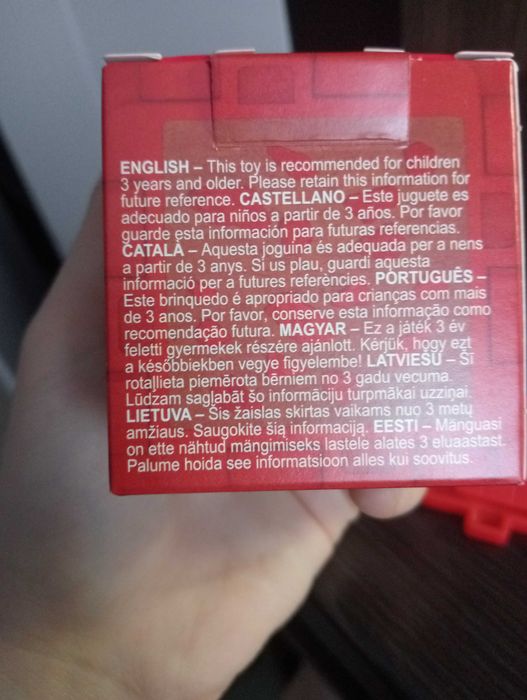 ENGLISH – This toy is recommended for children
3 years and older. Please retain this information for
future reference. CASTELLANO – Este juguete es
adecuado para niños a partir de 3 años. Por favor
guarde esta información para futuras referencias.
CATALÀ – Aquesta joguina és adequada per a nens
a partir de 3 anys. Si us plau, guardi aquesta
informació per a futures referències. PORTUGUÊS –
Este brinquedo é apropriado para crianças com mais
de 3 anos. Por favor, conserve esta informação como
recomendação futura. MAGYAR – Ez a játék 3 év
feletti gyermekek részére ajánlott. Kérjük, hogy ezt
a későbbiekben vegye figyelembe! LATVIEŠU – Šī
rotaļlieta piemērota bērniem no 3 gadu vecuma.
Lūdzam saglabāt šo informāciju turpmākai uzziņai.
LIETUVA – Šis žaislas skirtas vaikams nuo 3 metų
amžiaus. Saugokite šią informaciją. EESTI – Mänguasi
on ette nähtud mängimiseks lastele alates 3 eluaastast.
Palume hoida see informatsioon alles kui soovitus.